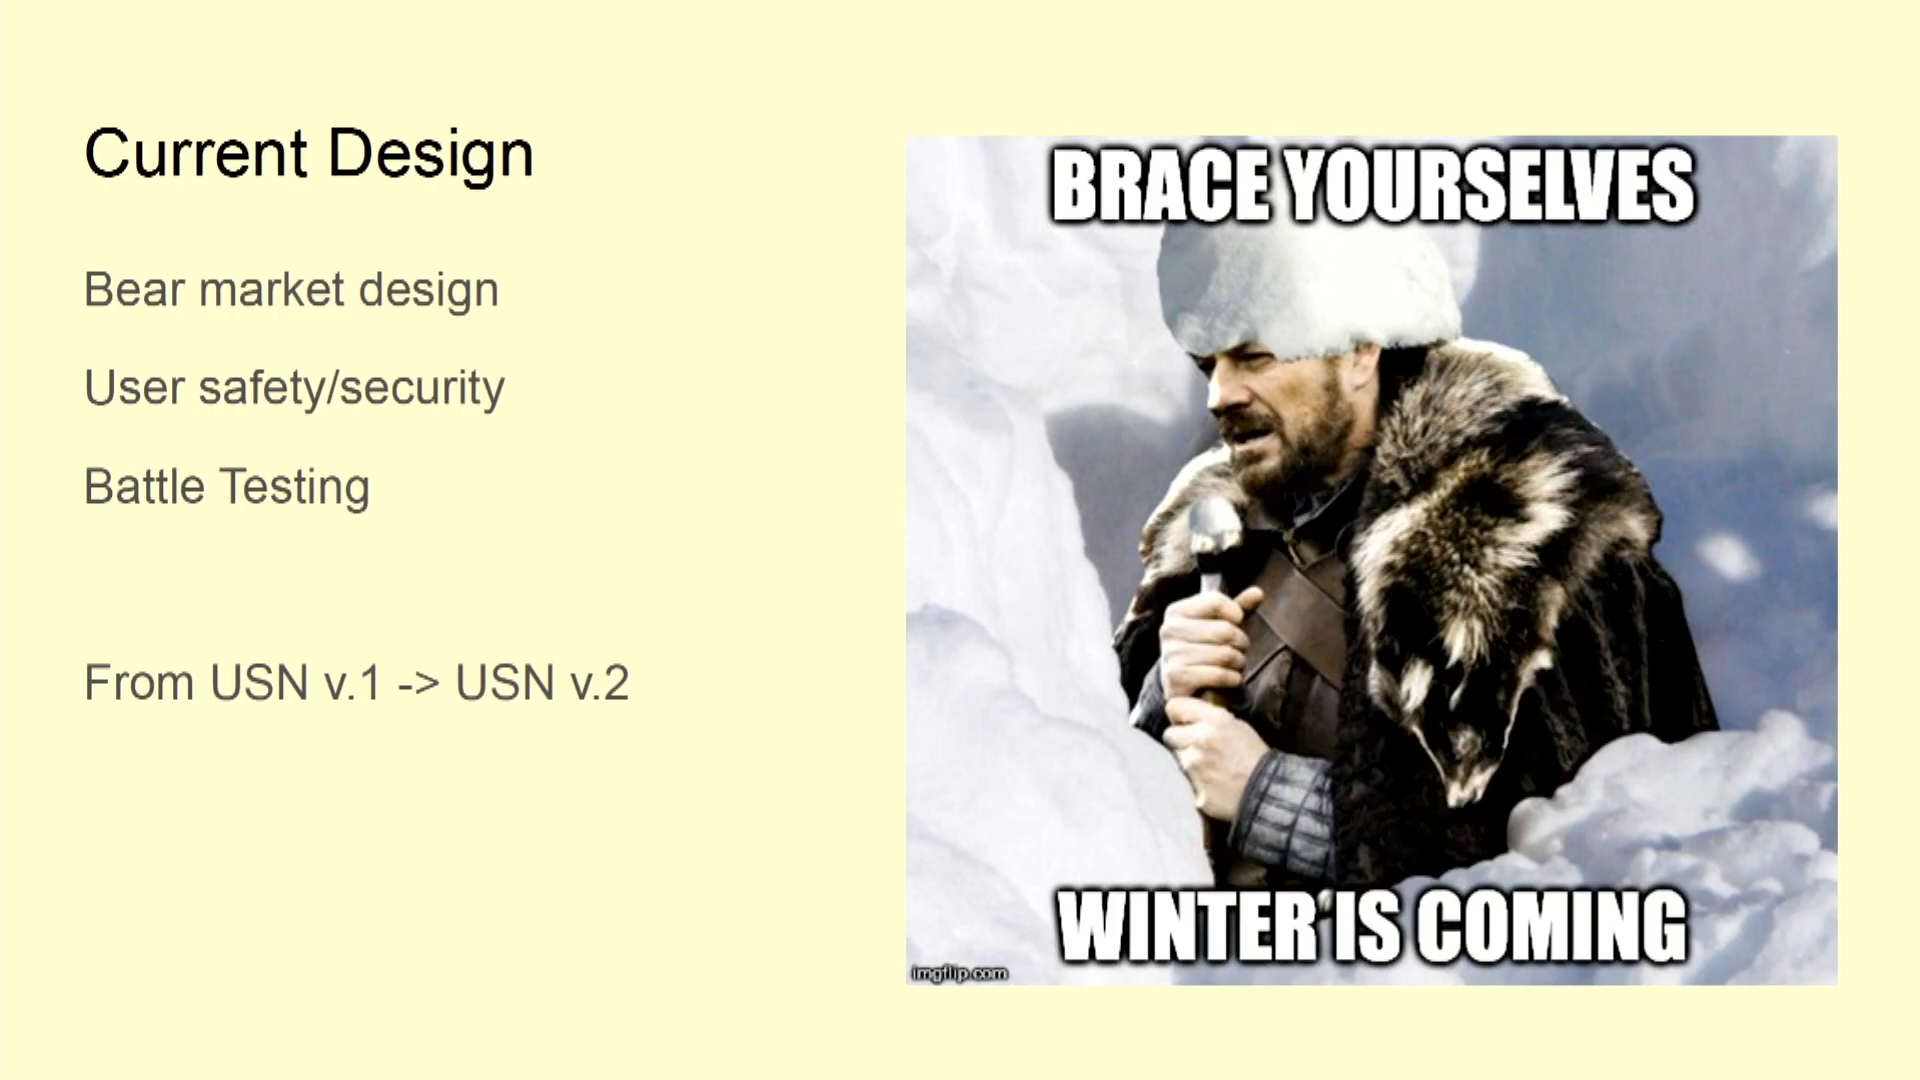 Current Design
Bear market design
User safety/security
Battle Testing
From USN v.1 -> USN v.2
BRACE YOURSELVES
WINTER IS COMING
imgflip.com